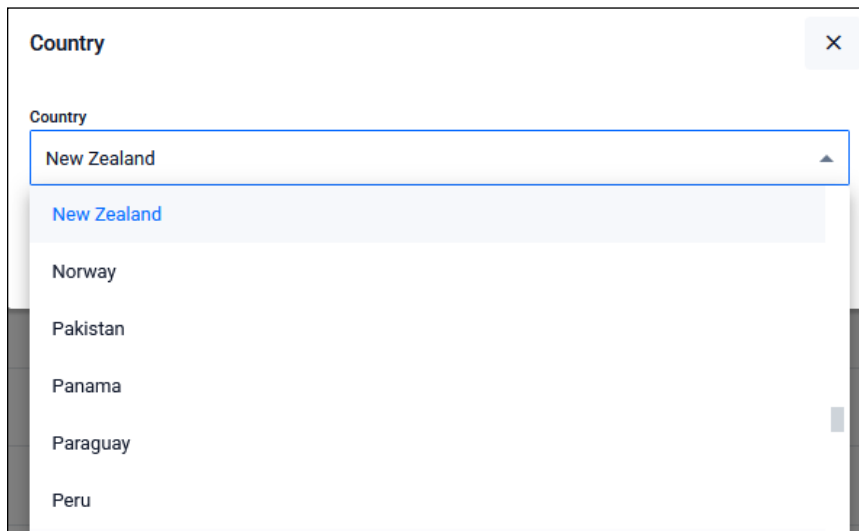 Country
Country
New Zealand
New Zealand
Norway
Pakistan
Panama
Paraguay
Peru